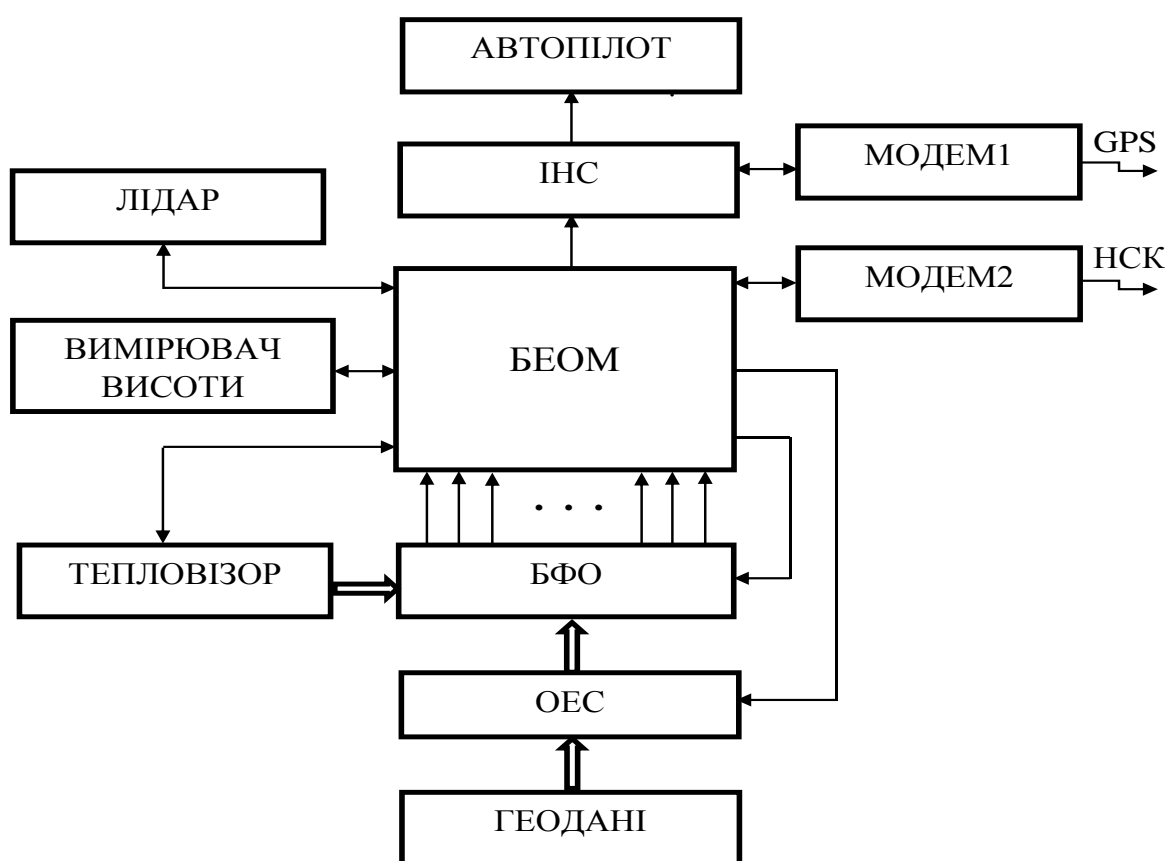 АВТОПІЛОТ
ІНС
МОДЕМ1
GPS
ЛІДАР
МОДЕМ2
НСК
ВИМІРЮВАЧ
ВИСОТИ
БЕОМ
. . .
ТЕПЛОВІЗОР
БФО
ОЕС
ГЕОДАНІ